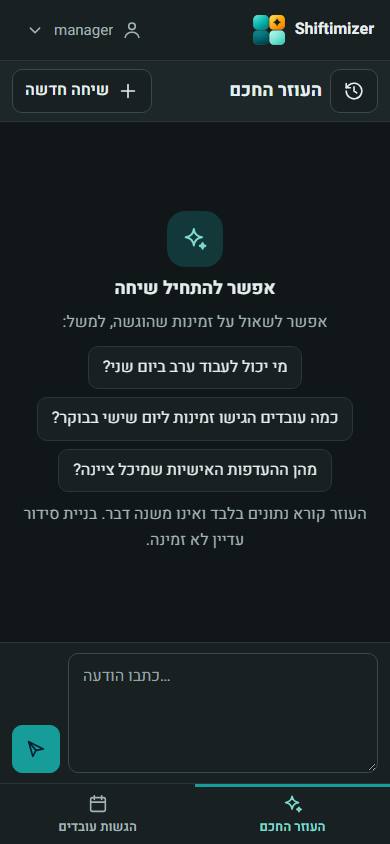 Shiftimizer
manager
העוזר החכם
שיחה חדשה
אפשר להתחיל שיחה
אפשר לשאול על זמינות שהוגשה, למשל:
מי יכול לעבוד ערב ביום שני?
כמה עובדים הגישו זמינות ליום שישי בבוקר?
מהן ההעדפות האישיות שמיכל ציינה?
העוזר קורא נתונים בלבד ואינו משנה דבר. בניית סידור
עדיין לא זמינה.
כתבו הודעה…
העוזר החכם
הגשות עובדים